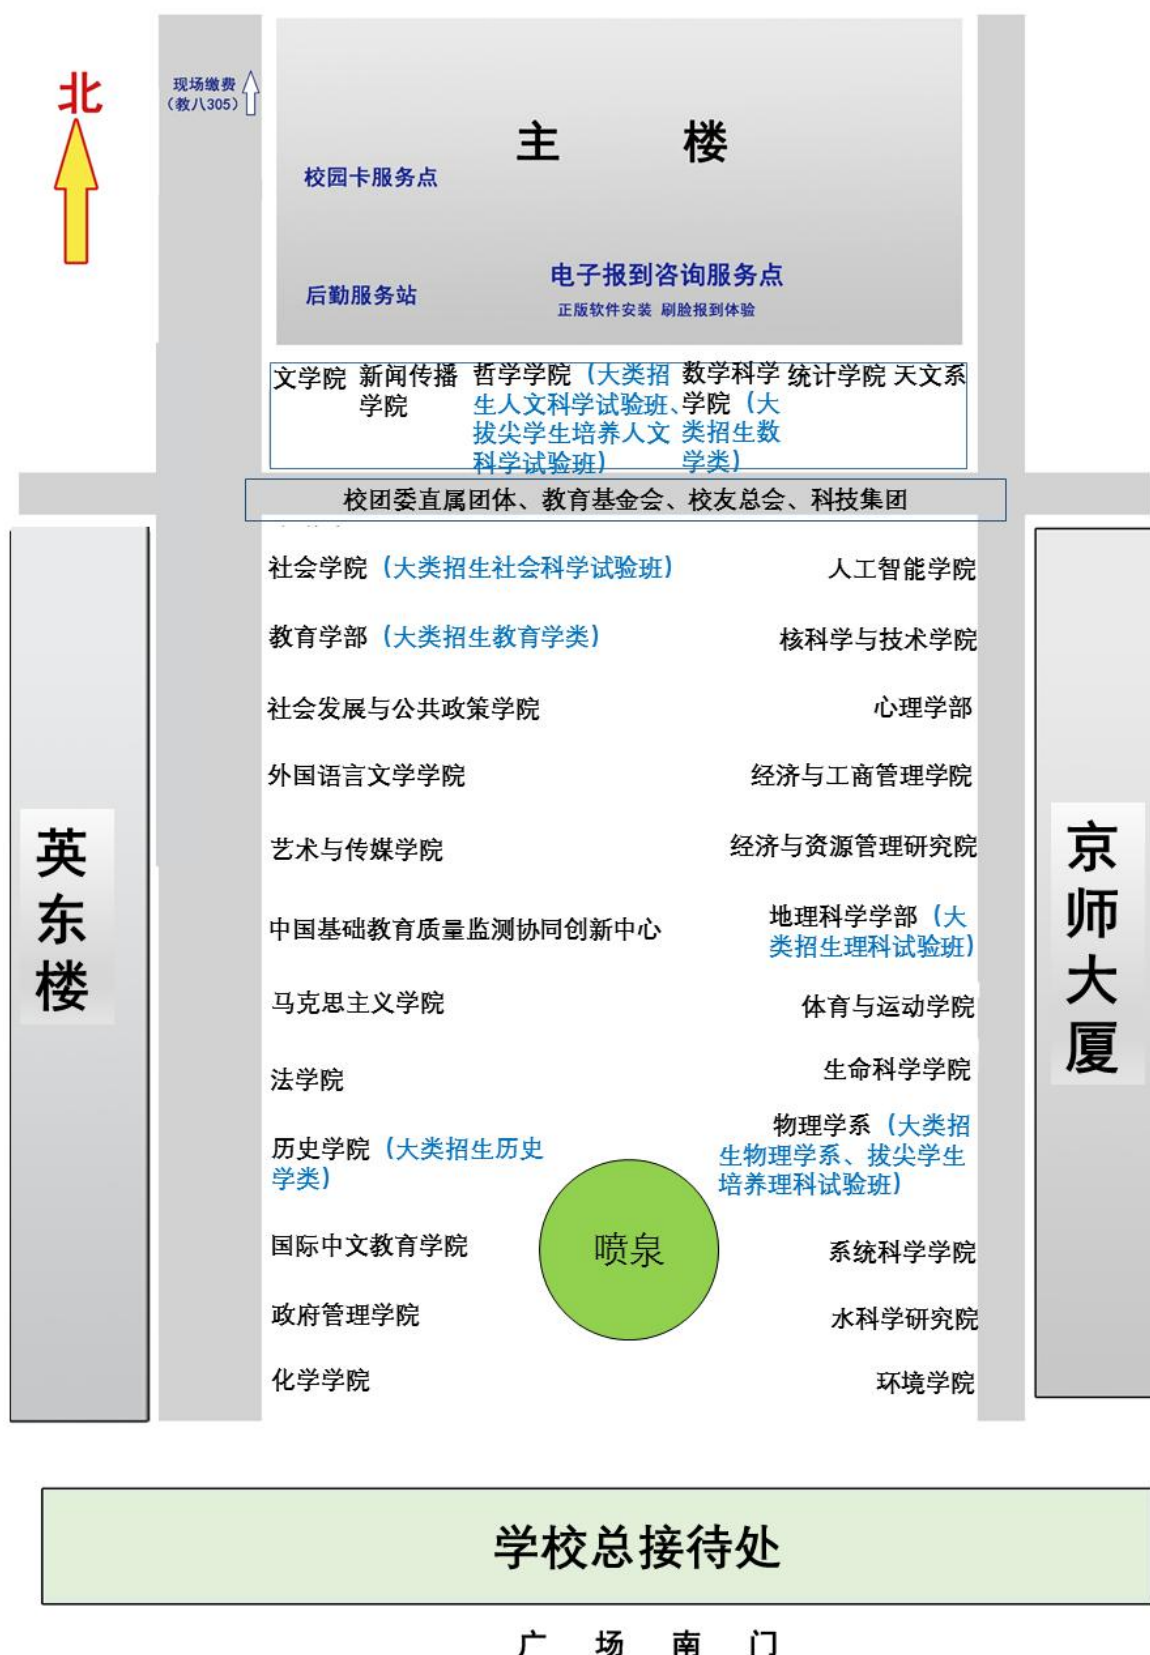 北
现场缴费
（教八305）
主 楼
校园卡服务点
电子报到咨询服务点
后勤服务站
正版软件安装 刷脸报到体验
文学院
新闻传播
学院
哲学学院（大类招
生人文科学试验班、
拔尖学生培养人文
科学试验班）
数学科学
学院（大
类招生数
学类）
统计学院
天文系
校团委直属团体、教育基金会、校友总会、科技集团
社会学院（大类招生社会科学试验班）
人工智能学院
教育学部（大类招生教育学类）
核科学与技术学院
社会发展与公共政策学院
心理学部
外国语言文学学院
经济与工商管理学院
艺术与传媒学院
经济与资源管理研究院
中国基础教育质量监测协同创新中心
地理科学学部（大
类招生理科试验班）
马克思主义学院
体育与运动学院
法学院
生命科学学院
历史学院（大类招生历史
学类）
物理学系（大类招
生物理学系、拔尖学生
培养理科试验班）
国际中文教育学院
喷泉
系统科学学院
政府管理学院
水科学研究院
化学学院
环境学院
英
东
楼
京
师
大
厦
学校总接待处
广 场 南 门